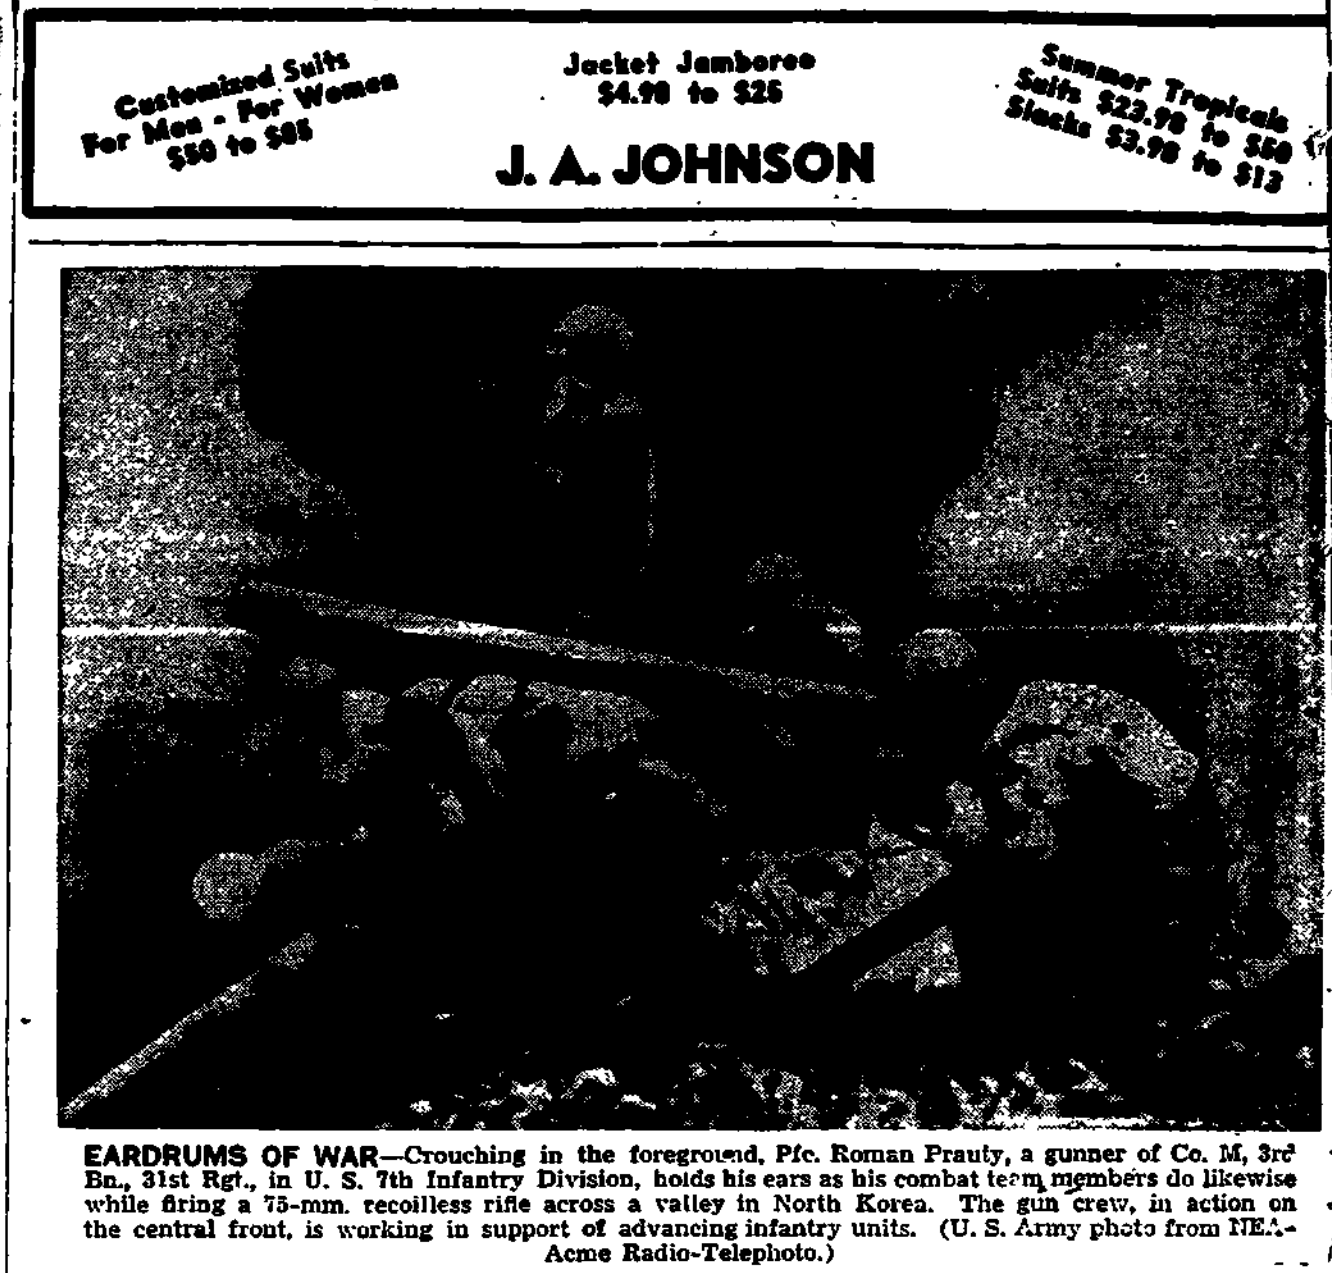 Customized Suits
For Men - For Women
$50 to $85
Jacket Jamboree
$4.98 to $25
J. A. JOHNSON
Summer Tropicals
Suits $23.98 to $50
Slacks $3.98 to $13
EARDRUMS OF WAR—Crouching in the foreground, Pfc. Roman Prauty, a gunner of Co. M, 3rd
Bn., 31st Rgt., in U. S. 7th Infantry Division, holds his ears as his combat team members do likewise
while firing a 75-mm. recoilless rifle across a valley in North Korea. The gun crew, in action on
the central front, is working in support of advancing infantry units. (U. S. Army photo from NEA-
Acme Radio-Telephoto.)